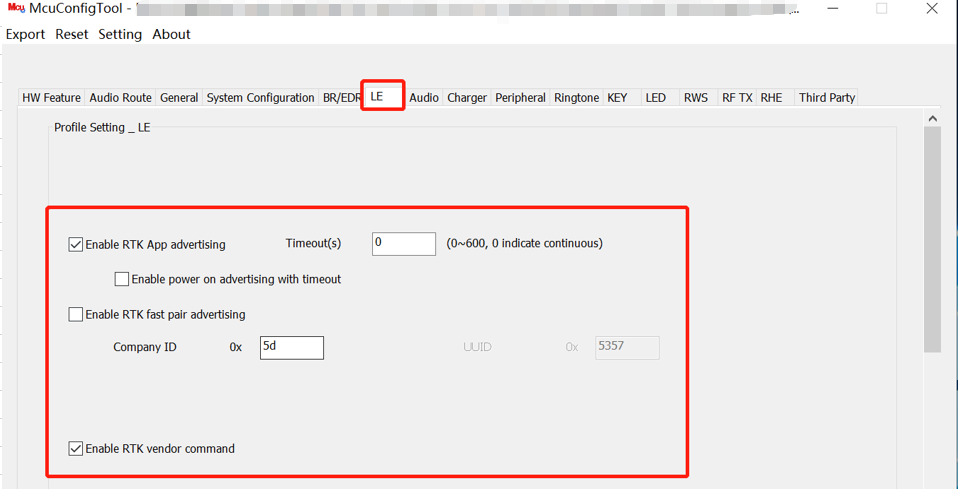 Mcu McuConfigTool -
Export Reset Setting About
HW Feature Audio Route General System Configuration BR/EDR LE Audio Charger Peripheral Ringtone KEY LED RWS RF TX RHE Third Party
Profile Setting _ LE
Enable RTK App advertising Timeout(s) 0 (0~600, 0 indicate continuous)
Enable power on advertising with timeout
Enable RTK fast pair advertising
Company ID 0x 5d UUID 0x 5357
Enable RTK vendor command